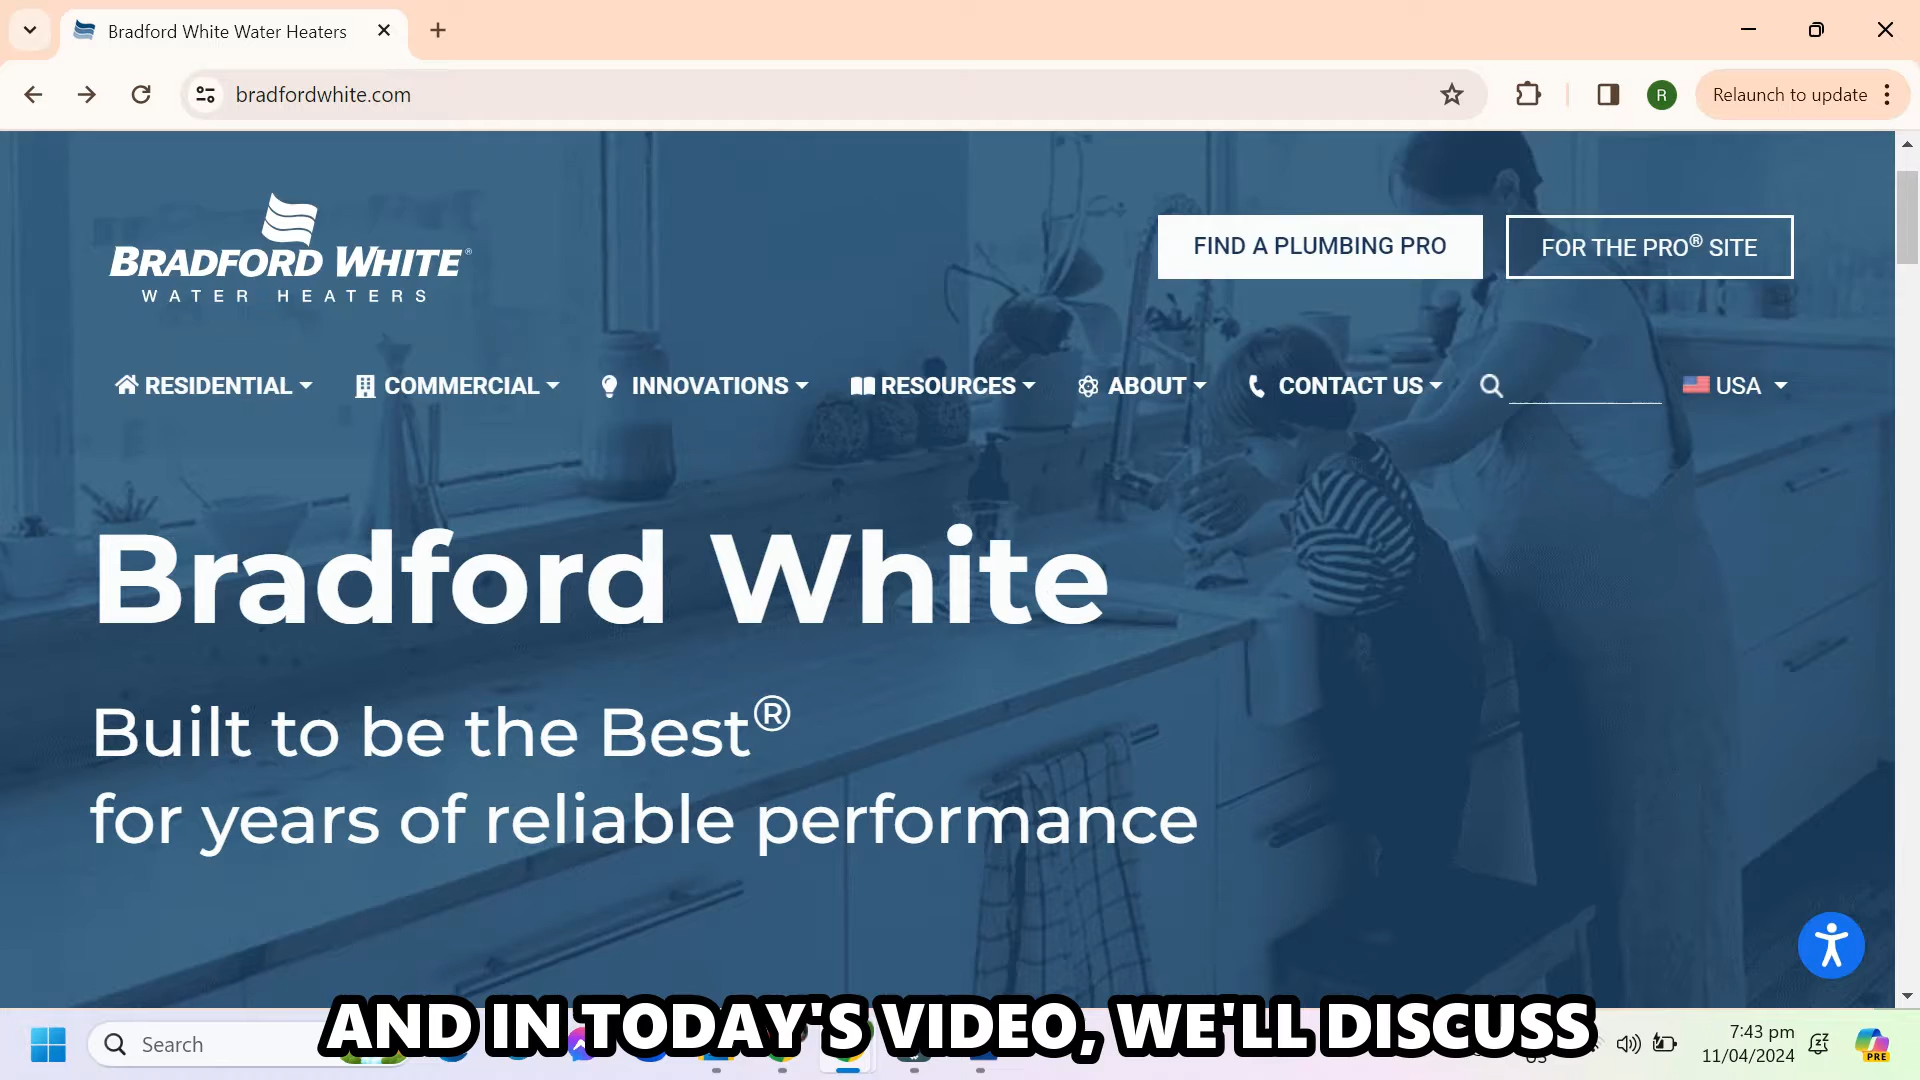 Bradford White Water Heaters
bradfordwhite.com
R
Relaunch to update
BRADFORD WHITE®
WATER HEATERS
FIND A PLUMBING PRO
FOR THE PRO® SITE
RESIDENTIAL
COMMERCIAL
INNOVATIONS
RESOURCES
ABOUT
CONTACT US
USA
Bradford White
Built to be the Best®
for years of reliable performance
AND IN TODAY'S VIDEO, WE'LL DISCUSS
Search
7:43 pm
11/04/2024
PRE